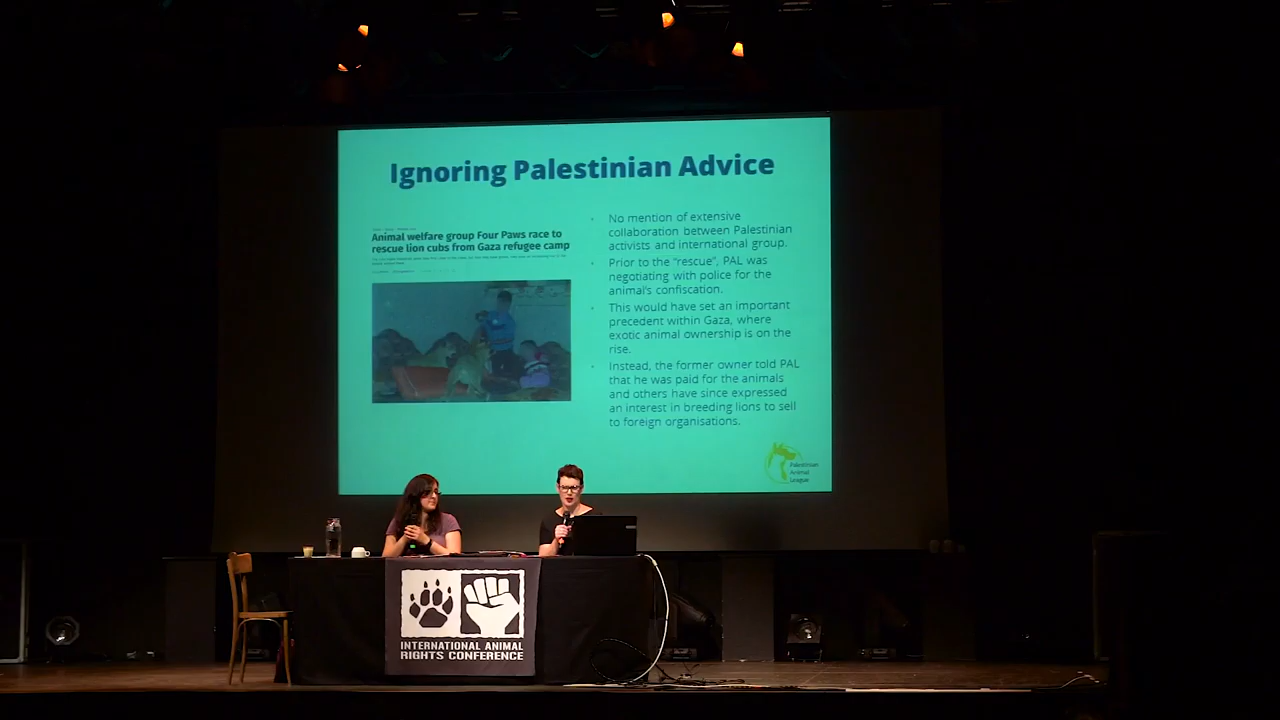 Ignoring Palestinian Advice
Animal welfare group Four Paws race to
rescue lion cubs from Gaza refugee camp
No mention of extensive
collaboration between Palestinian
activists and international group.
Prior to the “rescue”, PAL was
negotiating with police for the
animal’s confiscation.
This would have set an important
precedent within Gaza, where
exotic animal ownership is on the
rise.
Instead, the former owner told PAL
that he was paid for the animals
and others have since expressed
an interest in breeding lions to sell
to foreign organisations.
Palestinian
Animal
League
INTERNATIONAL ANIMAL
RIGHTS CONFERENCE